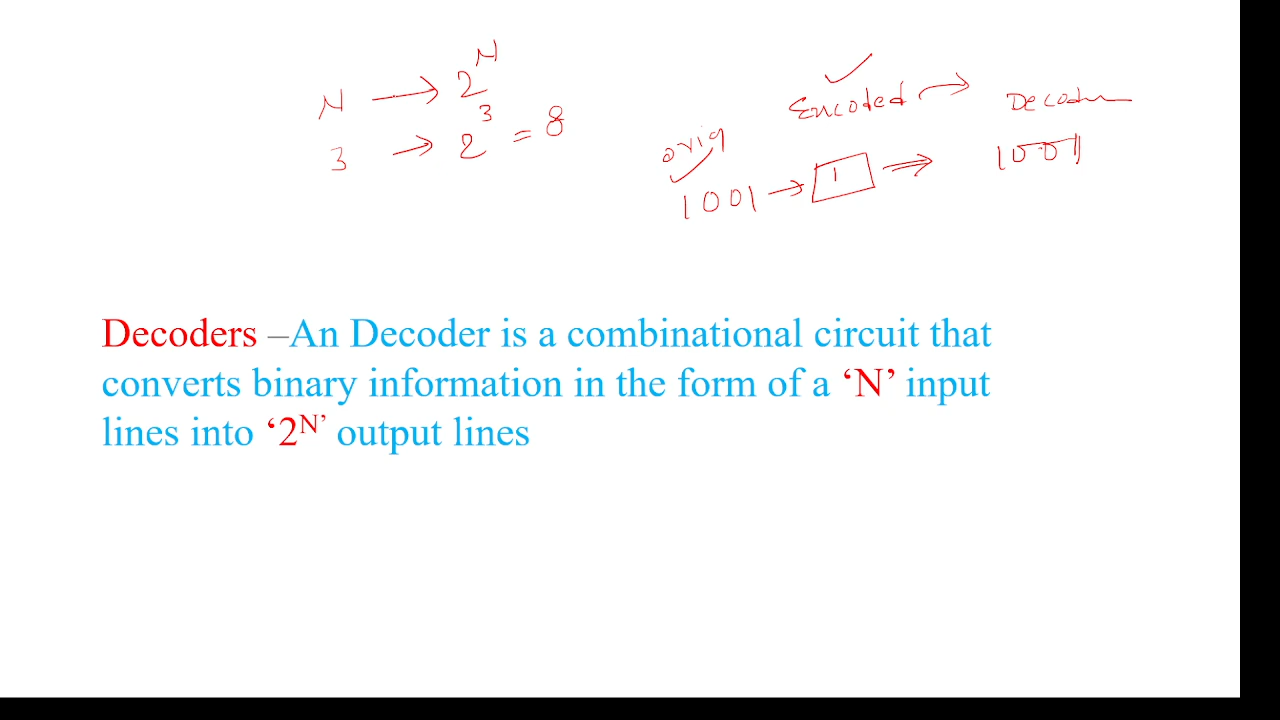 N → 2^N
3 → 2^3 = 8
Encoded → Decoder
orig
1001 → 1 ⇒ 1001
Decoders –An Decoder is a combinational circuit that
converts binary information in the form of a ‘N’ input
lines into ‘2^N’ output lines